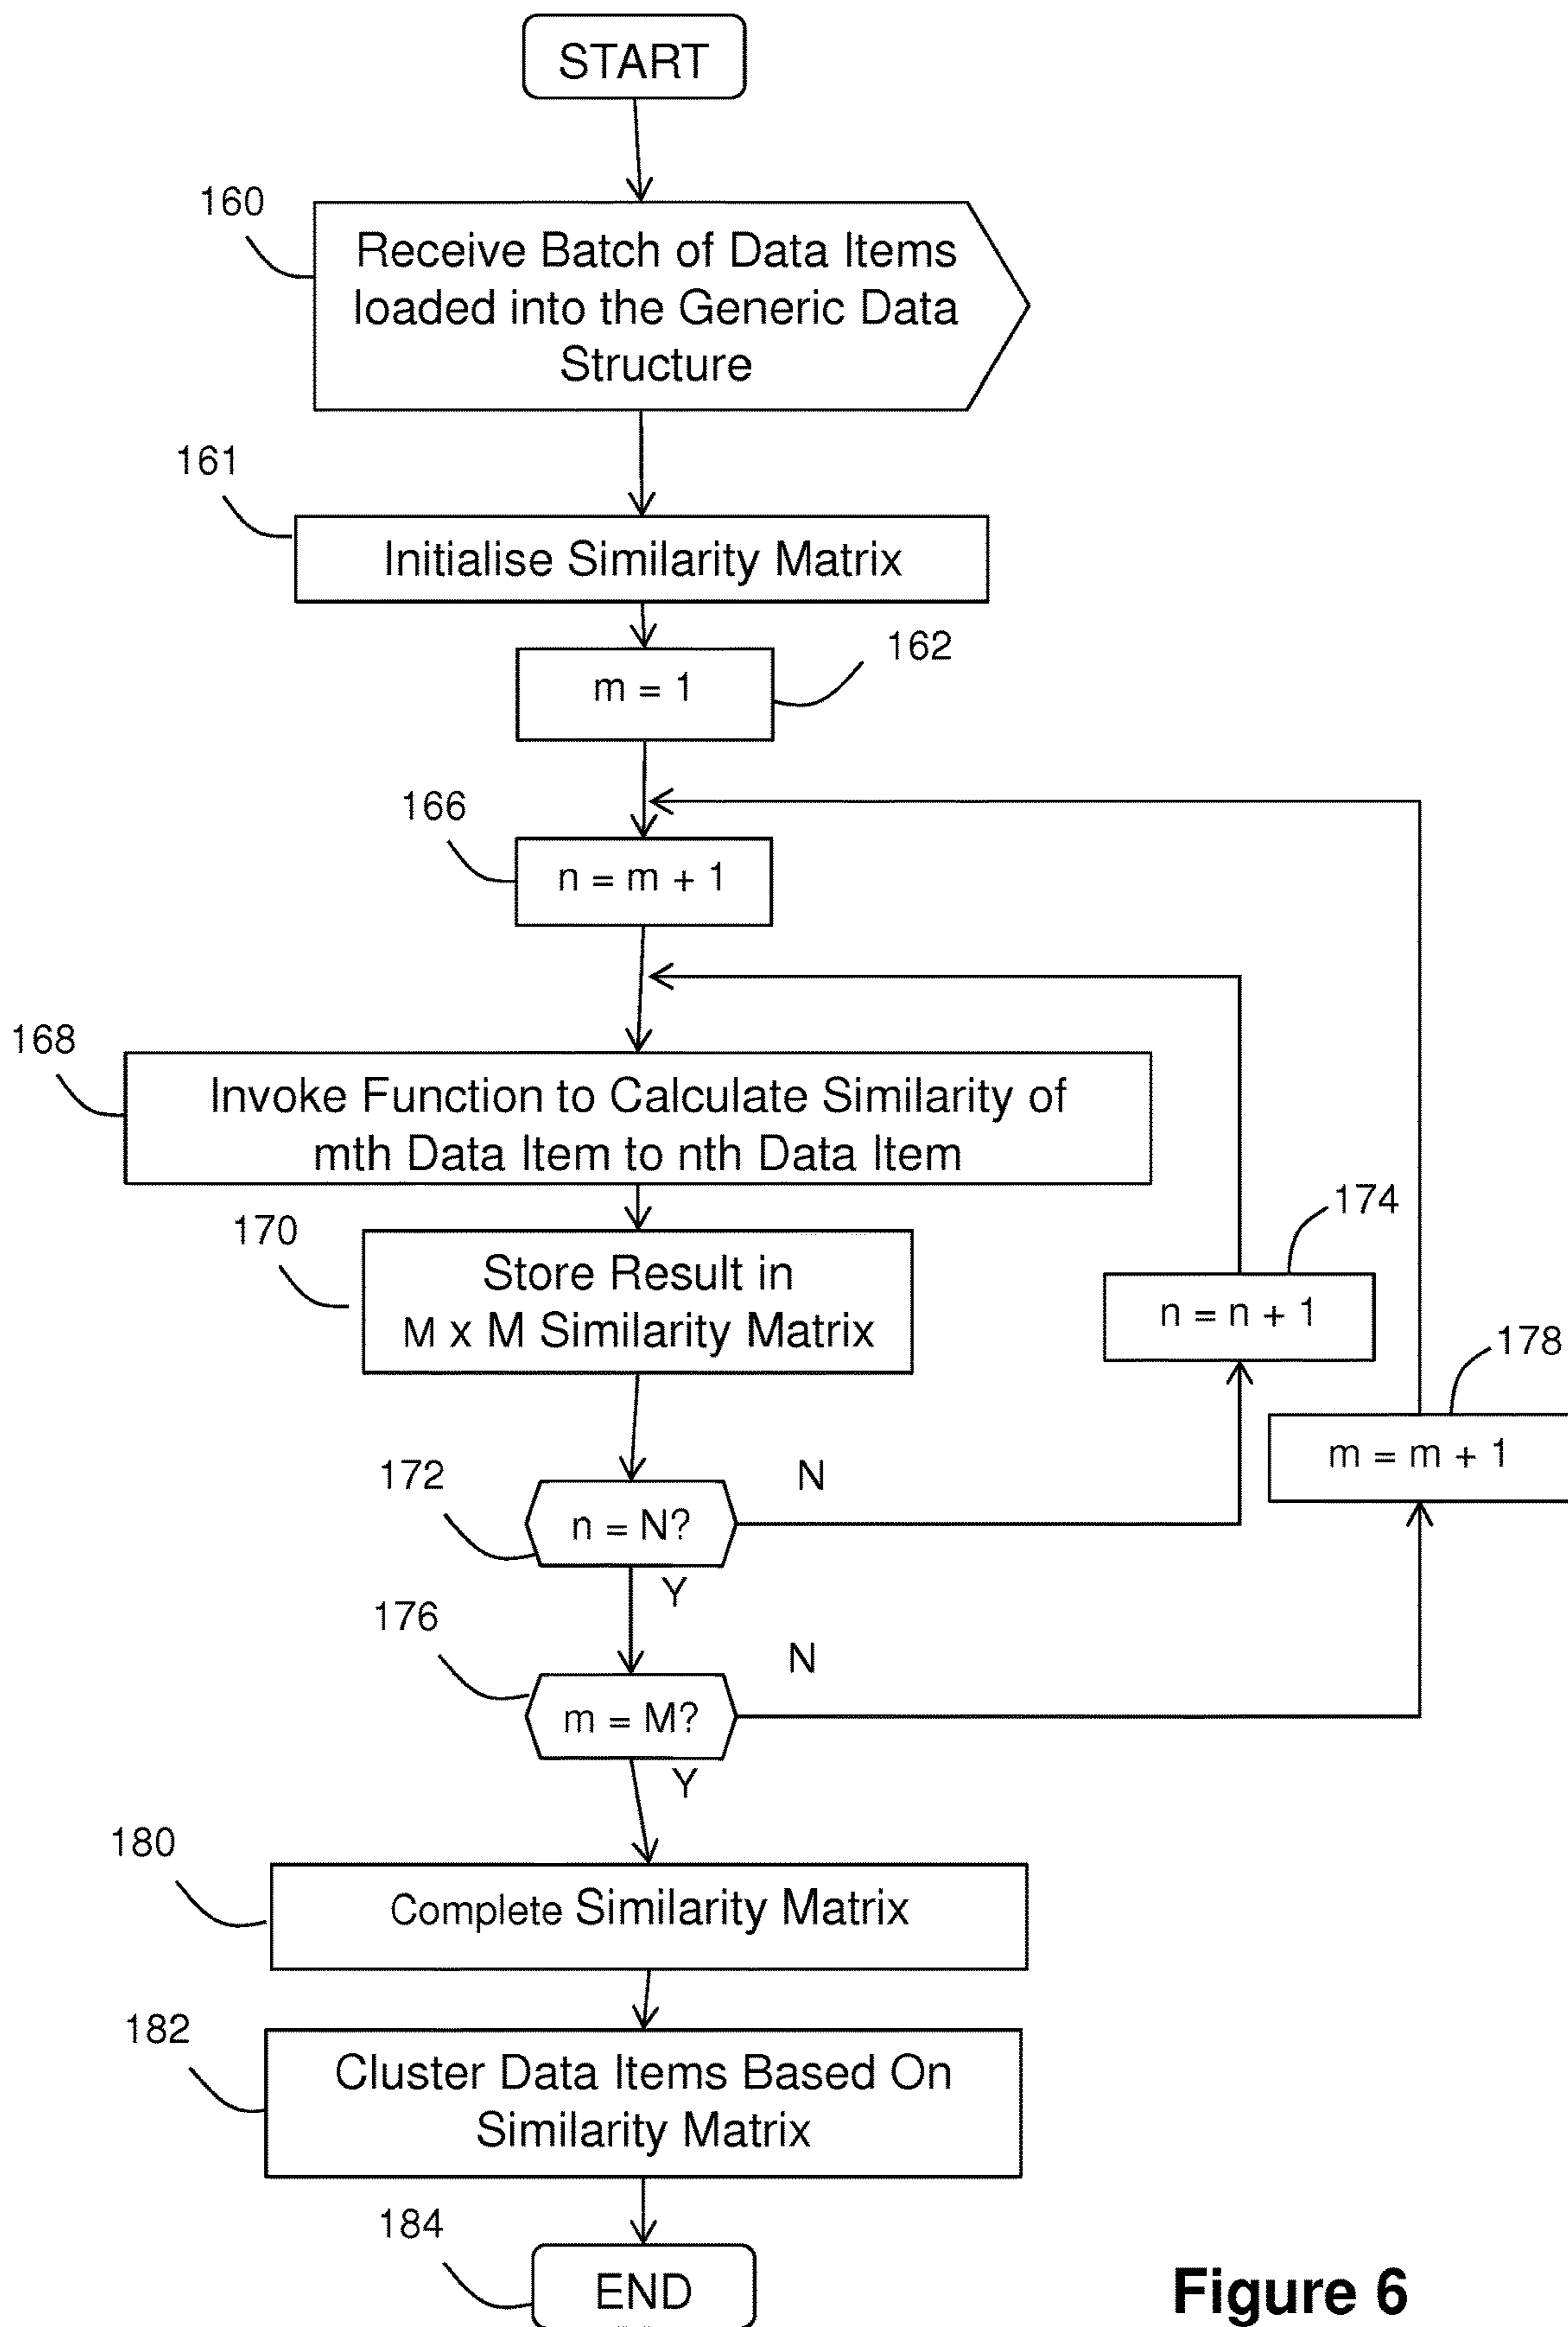 START
160
Receive Batch of Data Items
loaded into the Generic Data
Structure
161
Initialise Similarity Matrix
162
m = 1
166
n = m + 1
168
Invoke Function to Calculate Similarity of
mth Data Item to nth Data Item
170
Store Result in
M x M Similarity Matrix
174
n = n + 1
178
m = m + 1
172
n = N?
N
Y
176
m = M?
N
Y
180
Complete Similarity Matrix
182
Cluster Data Items Based On
Similarity Matrix
184
END
Figure 6